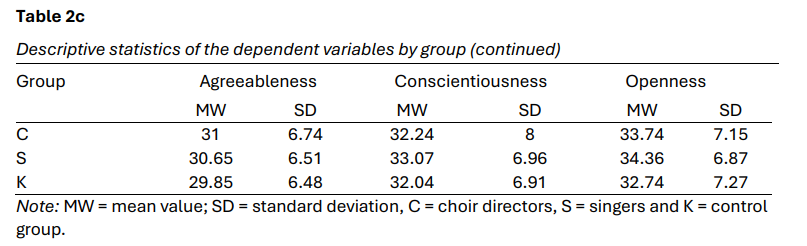 Table 2c
Descriptive statistics of the dependent variables by group (continued)
Group Agreeableness Conscientiousness Openness
MW SD MW SD MW SD
C 31 6.74 32.24 8 33.74 7.15
S 30.65 6.51 33.07 6.96 34.36 6.87
K 29.85 6.48 32.04 6.91 32.74 7.27
Note: MW = mean value; SD = standard deviation, C = choir directors, S = singers and K = control
group.